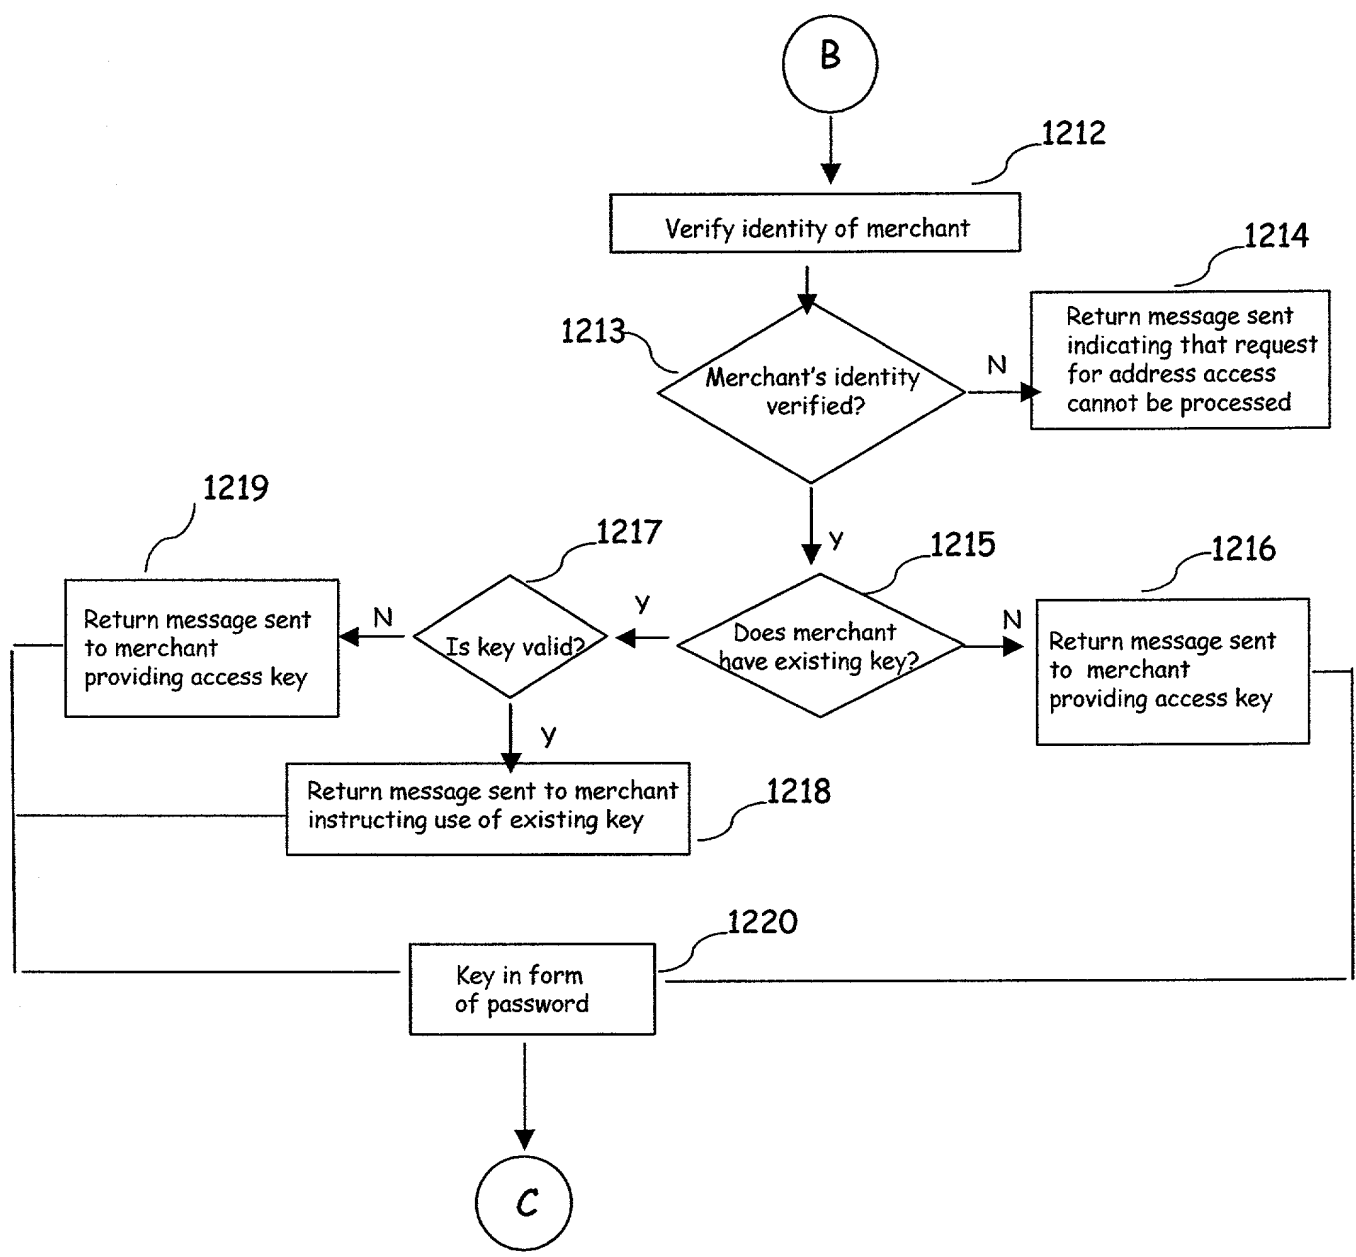 B
1212
Verify identity of merchant
1214
Return message sent
indicating that request
for address access
cannot be processed
1213
Merchant's identity
verified?
N
Y
1219
Return message sent
to merchant
providing access key
N
1217
Is key valid?
Y
1215
Does merchant
have existing key?
N
1216
Return message sent
to merchant
providing access key
Y
Return message sent to merchant
instructing use of existing key
1218
1220
Key in form
of password
C